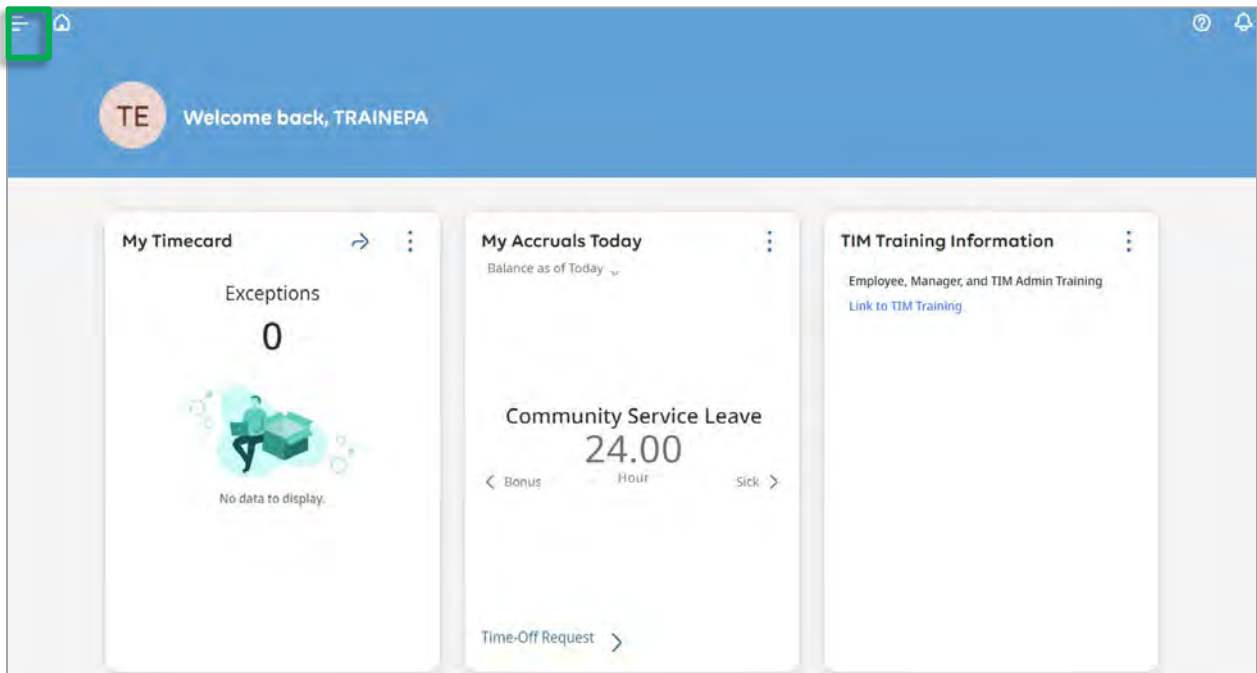 TE
Welcome back, TRAINEPA
My Timecard
Exceptions
0
No data to display.
My Accruals Today
Balance as of Today
Community Service Leave
24.00
Hour
Bonus
Sick
Time-Off Request
TIM Training Information
Employee, Manager, and TIM Admin Training
Link to TIM Training